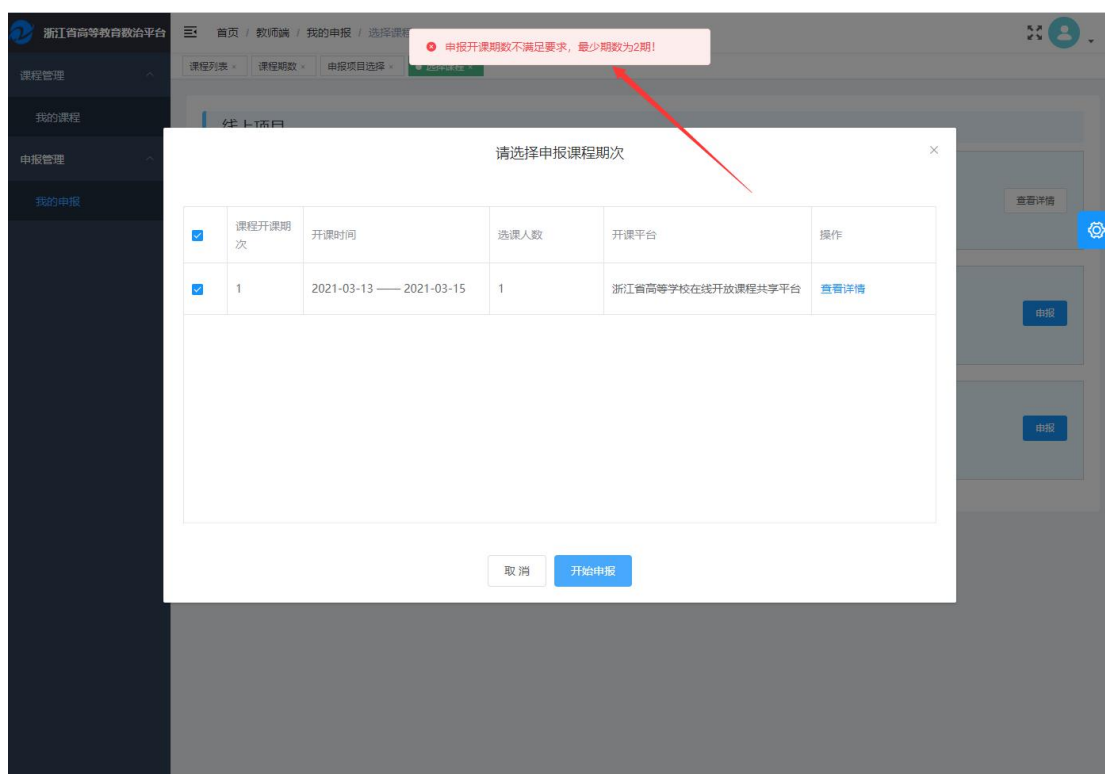 浙江省高等教育数治平台
首页 / 教师端 / 我的申报 / 选择课程
申报开课期数不满足要求，最少期数为2期！
课程列表 × 课程期数 × 申报项目选择 × 选择课程 ×
课程管理
我的课程
申报管理
我的申报
线上项目
查看详情
申报
申报
请选择申报课程期次 ×
课程开课期次 开课时间 选课人数 开课平台 操作
1 2021-03-13 —— 2021-03-15 1 浙江省高等学校在线开放课程共享平台 查看详情
取消 开始申报